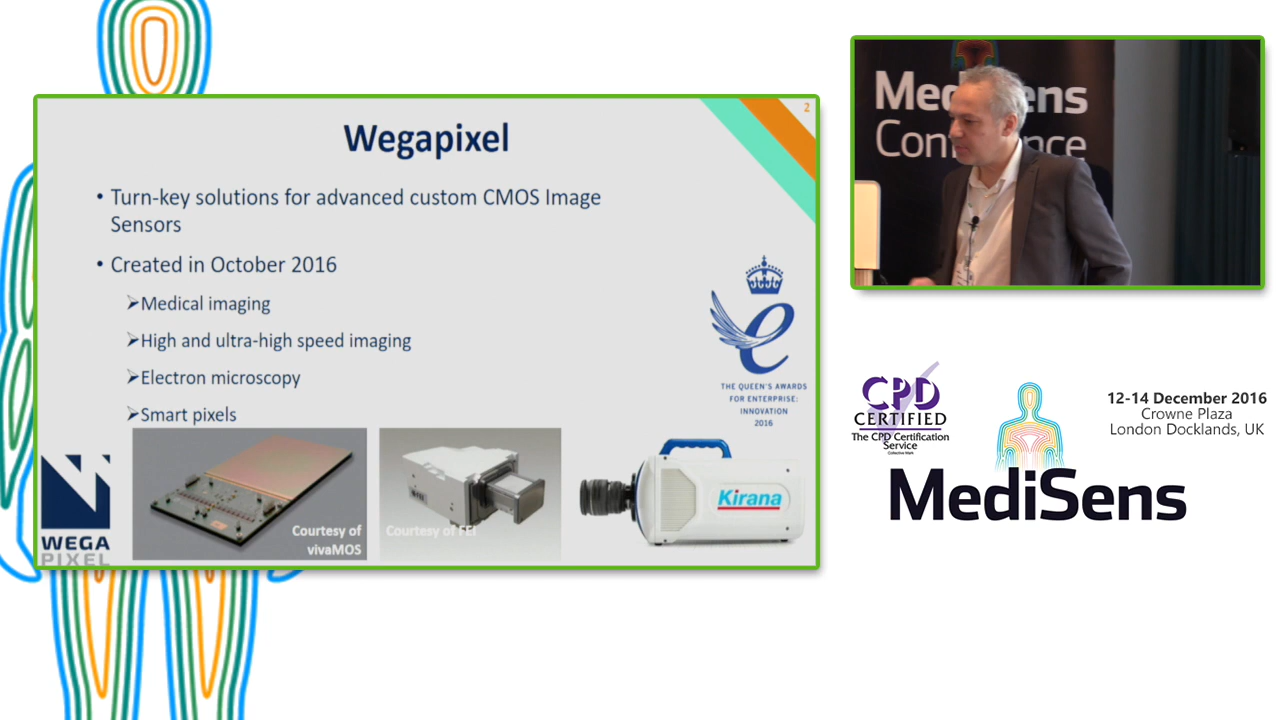 2
Wegapixel
• Turn-key solutions for advanced custom CMOS Image
Sensors
• Created in October 2016
➢Medical imaging
➢High and ultra-high speed imaging
➢Electron microscopy
➢Smart pixels
e
THE QUEEN'S AWARDS
FOR ENTERPRISE:
INNOVATION
2016
Courtesy of
vivaMOS
Courtesy of FEI
Kirana
WEGA
PIXEL
MediSens
Conference
CPD
CERTIFIED
The CPD Certification
Service
Collective Mark
12-14 December 2016
Crowne Plaza
London Docklands, UK
MediSens